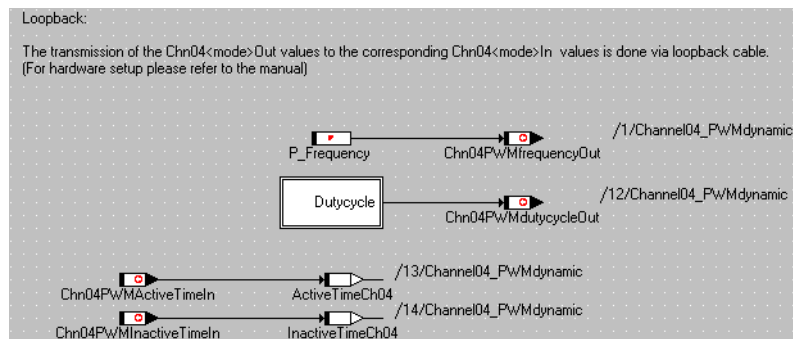 Loopback:
The transmission of the Chn04<mode>Out values to the corresponding Chn04<mode>In values is done via loopback cable.
(For hardware setup please refer to the manual)
/1/Channel04_PWMdynamic
P_Frequency
Chn04PWMfrequencyOut
Dutycycle
/12/Channel04_PWMdynamic
Chn04PWMdutycycleOut
/13/Channel04_PWMdynamic
Chn04PWMActiveTimeIn
ActiveTimeCh04
/14/Channel04_PWMdynamic
Chn04PWMInactiveTimeIn
InactiveTimeCh04